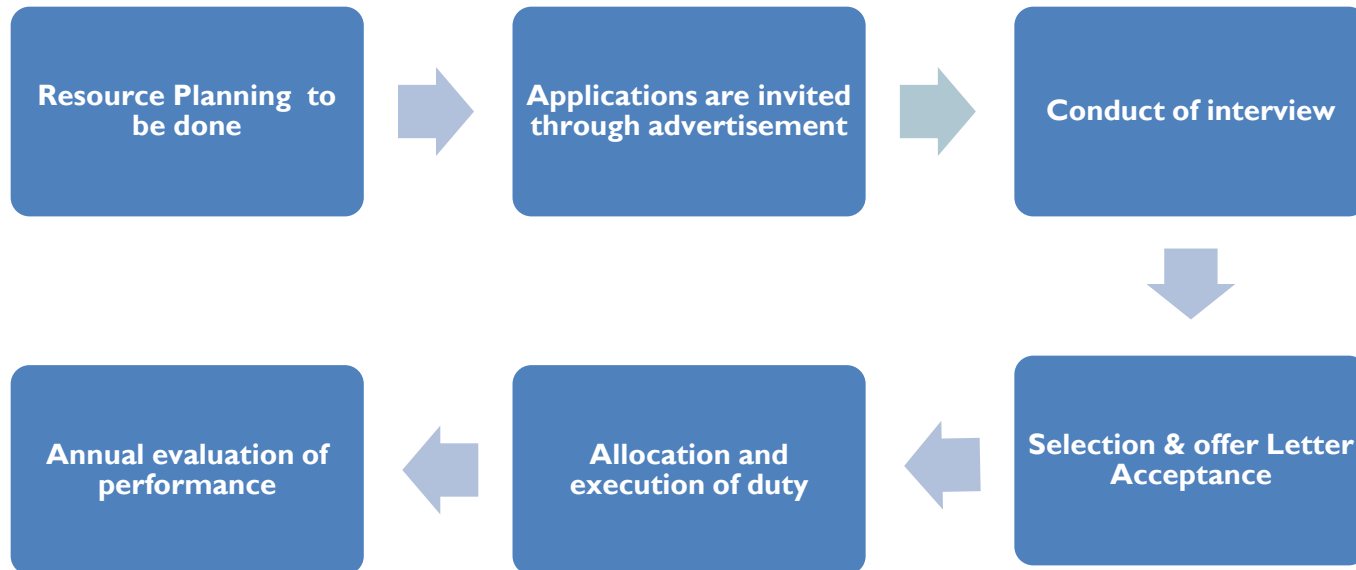 Resource Planning to
be done
Applications are invited
through advertisement
Conduct of interview
Selection & offer Letter
Acceptance
Allocation and
execution of duty
Annual evaluation of
performance